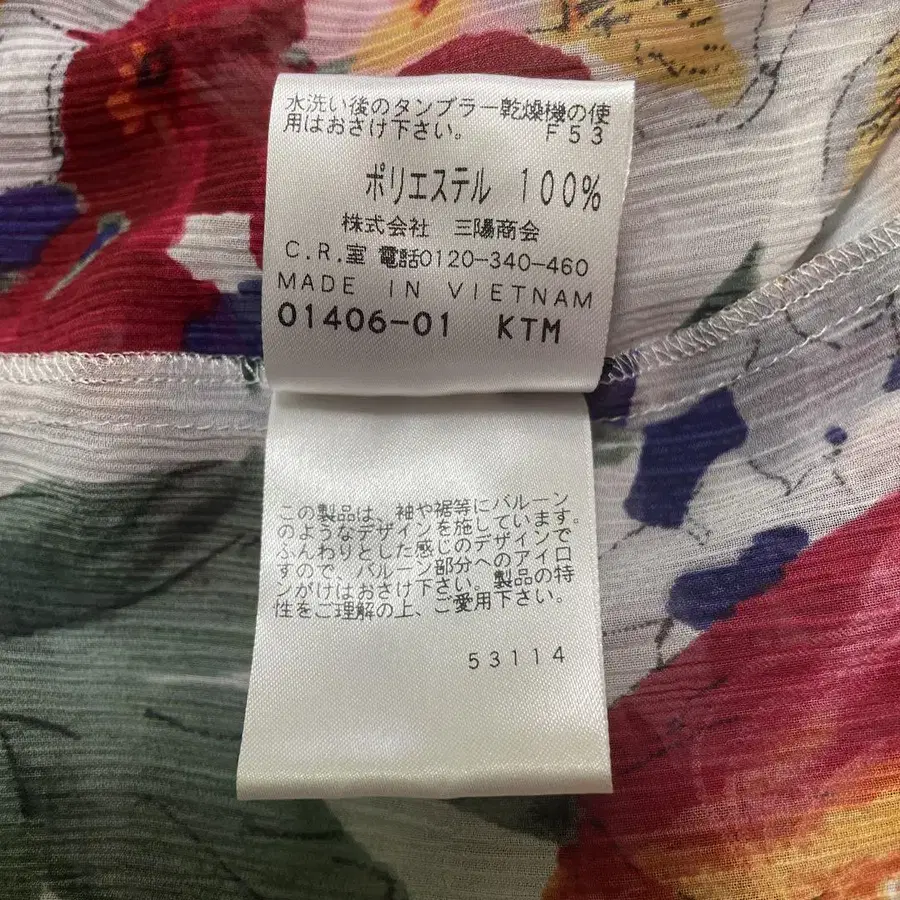 水洗い後のタンブラー乾燥機の使
用はおさけ下さい。 F53
ポリエステル 100%
株式会社 三陽商会
C.R.室 電話0120-340-460
MADE IN VIETNAM
01406-01 KTM
この製品は、袖や裾等にバルーン
のようなデザインを施しています。
ふんわりとした感じのデザインで
すので、バルーン部分へのアイロ
ンがけはおさけ下さい。製品の特
性をご理解の上、ご愛用下さい。
53114